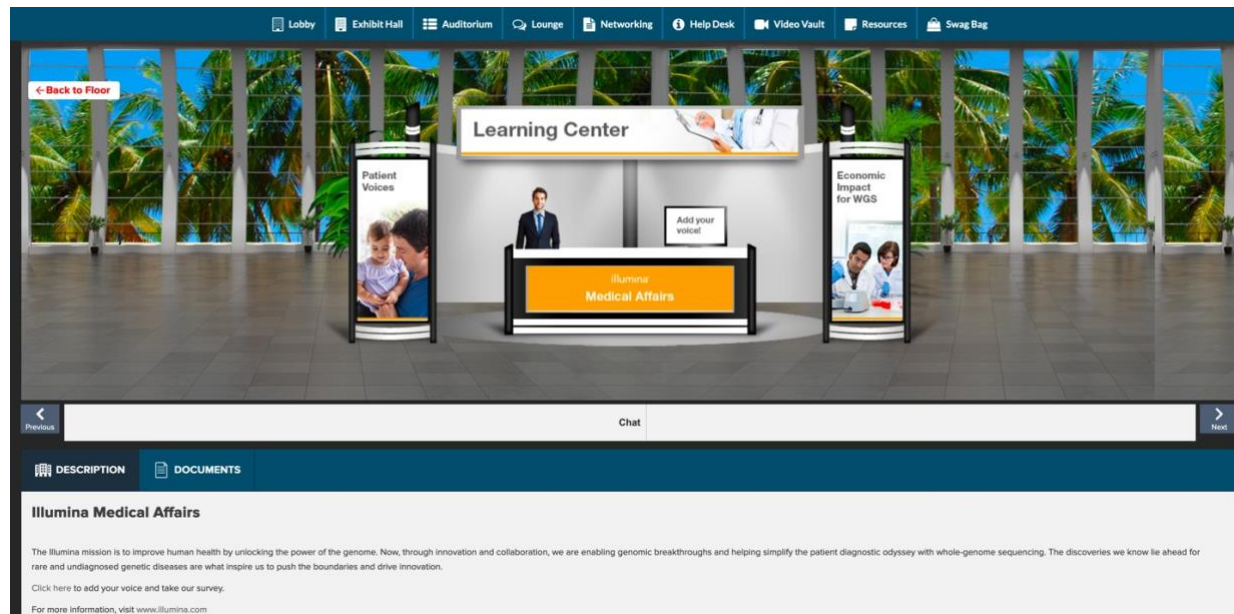 Lobby
Exhibit Hall
Auditorium
Lounge
Networking
Help Desk
Video Vault
Resources
Swag Bag
←Back to Floor
Learning Center
Patient
Voices
Add your
voice!
Economic
Impact
for WGS
illumina
Medical Affairs
Previous
Chat
Next
DESCRIPTION
DOCUMENTS
Illumina Medical Affairs
The Illumina mission is to improve human health by unlocking the power of the genome. Now, through innovation and collaboration, we are enabling genomic breakthroughs and helping simplify the patient diagnostic odyssey with whole-genome sequencing. The discoveries we know lie ahead for
rare and undiagnosed genetic diseases are what inspire us to push the boundaries and drive innovation.
Click here to add your voice and take our survey.
For more information, visit www.illumina.com